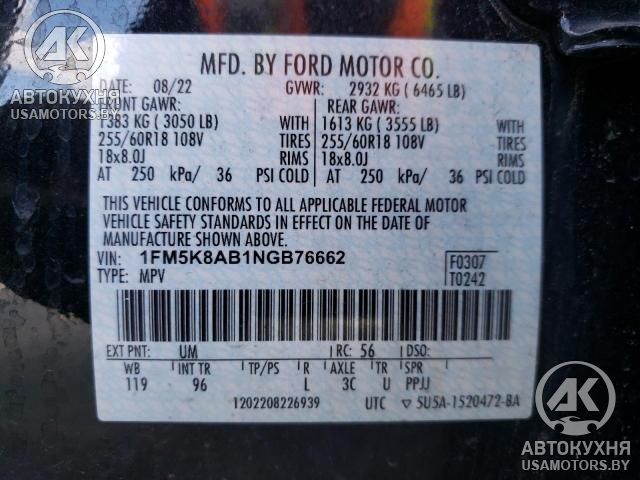 АВТОКУХНЯ
USAMOTORS.BY
MFD. BY FORD MOTOR CO.
DATE: 08/22 GVWR: 2932 KG ( 6465 LB)
FRONT GAWR: REAR GAWR:
1383 KG ( 3050 LB) WITH 1613 KG ( 3555 LB) WITH
255/60R18 108V TIRES 255/60R18 108V TIRES
18x8.0J RIMS 18x8.0J RIMS
AT 250 kPa/ 36 PSI COLD AT 250 kPa/ 36 PSI COLD
THIS VEHICLE CONFORMS TO ALL APPLICABLE FEDERAL MOTOR
VEHICLE SAFETY STANDARDS IN EFFECT ON THE DATE OF
MANUFACTURE SHOWN ABOVE.
VIN: 1FM5K8AB1NGB76662 F0307
TYPE: MPV T0242
EXT PNT: UM RC: 56 DSO:
WB INT TR TP/PS R AXLE TR SPR
119 96 L 3C U PPJJ
1202208226939 UTC ▽ 5U5A-1520472-BA
АК
АВТОКУХНЯ
USAMOTORS.BY